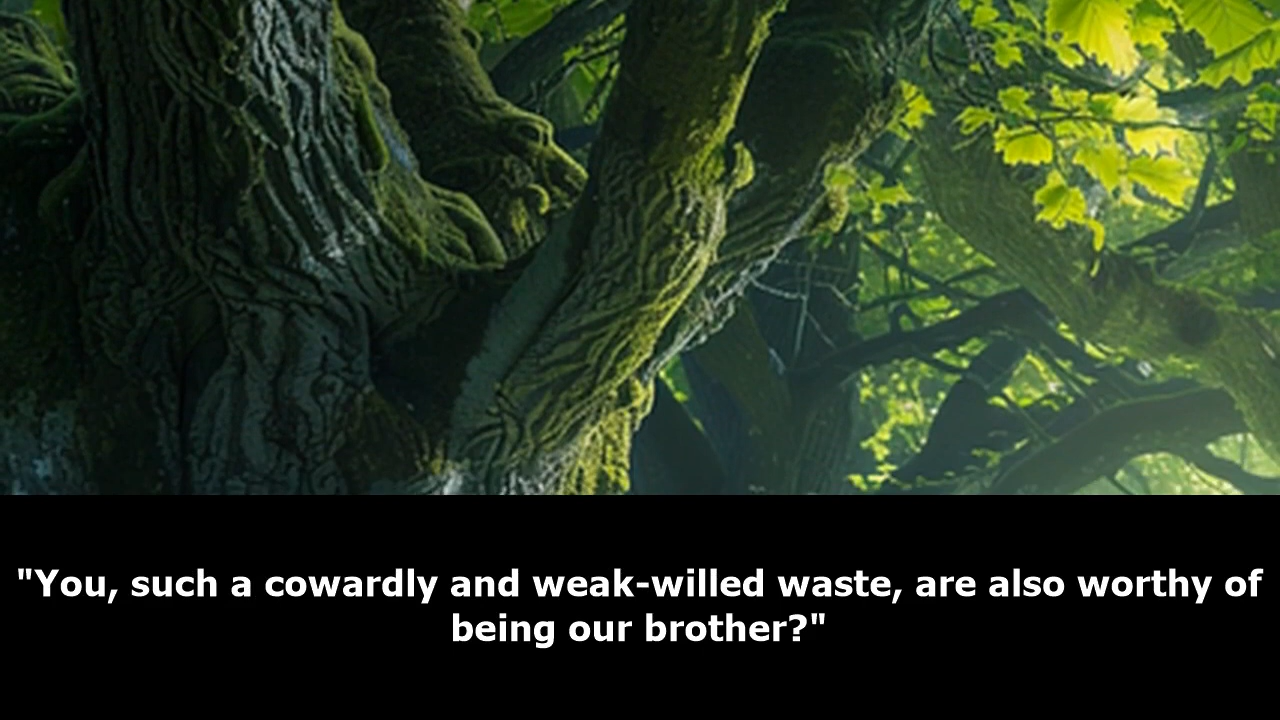 "You, such a cowardly and weak-willed waste, are also worthy of
being our brother?"